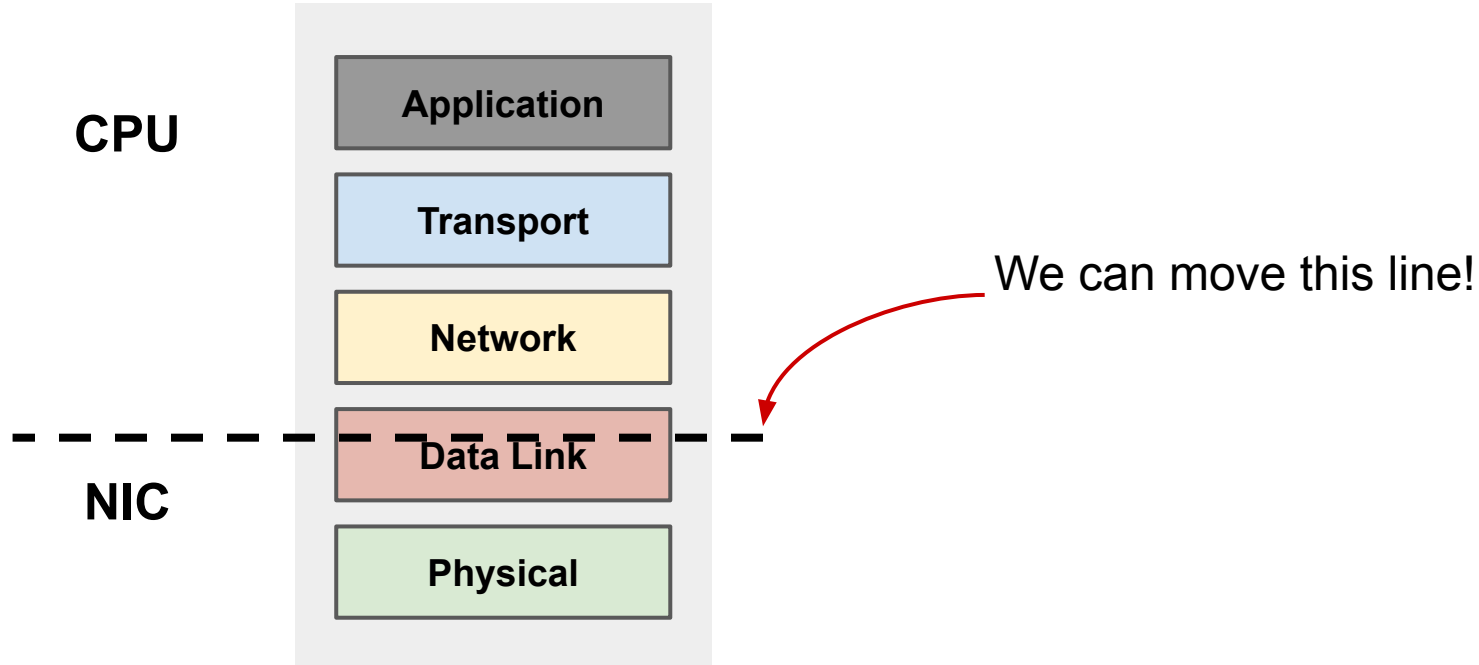 CPU
Application
Transport
We can move this line!
Network
Data Link
NIC
Physical